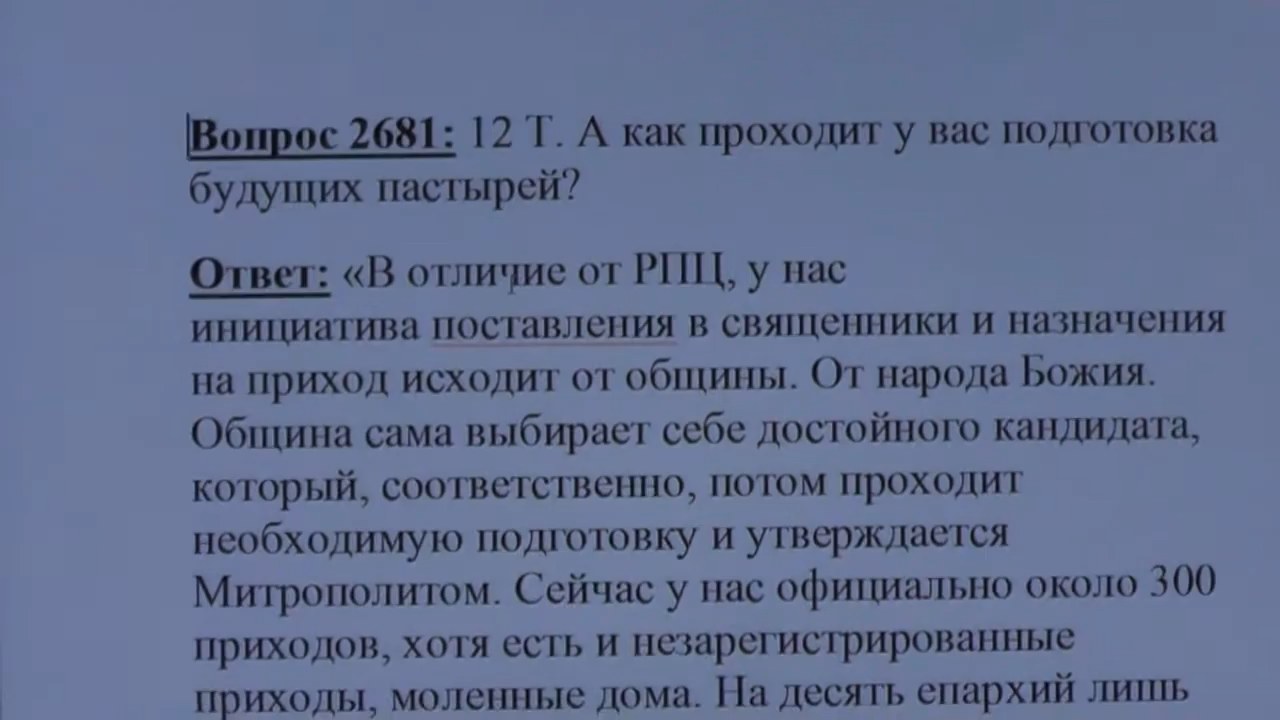 Вопрос 2681: 12 Т. А как проходит у вас подготовка
будущих пастырей?
Ответ: «В отличие от РПЦ, у нас
инициатива поставления в священники и назначения
на приход исходит от общины. От народа Божия.
Община сама выбирает себе достойного кандидата,
который, соответственно, потом проходит
необходимую подготовку и утверждается
Митрополитом. Сейчас у нас официально около 300
приходов, хотя есть и незарегистрированные
приходы, моленные дома. На десять епархий лишь